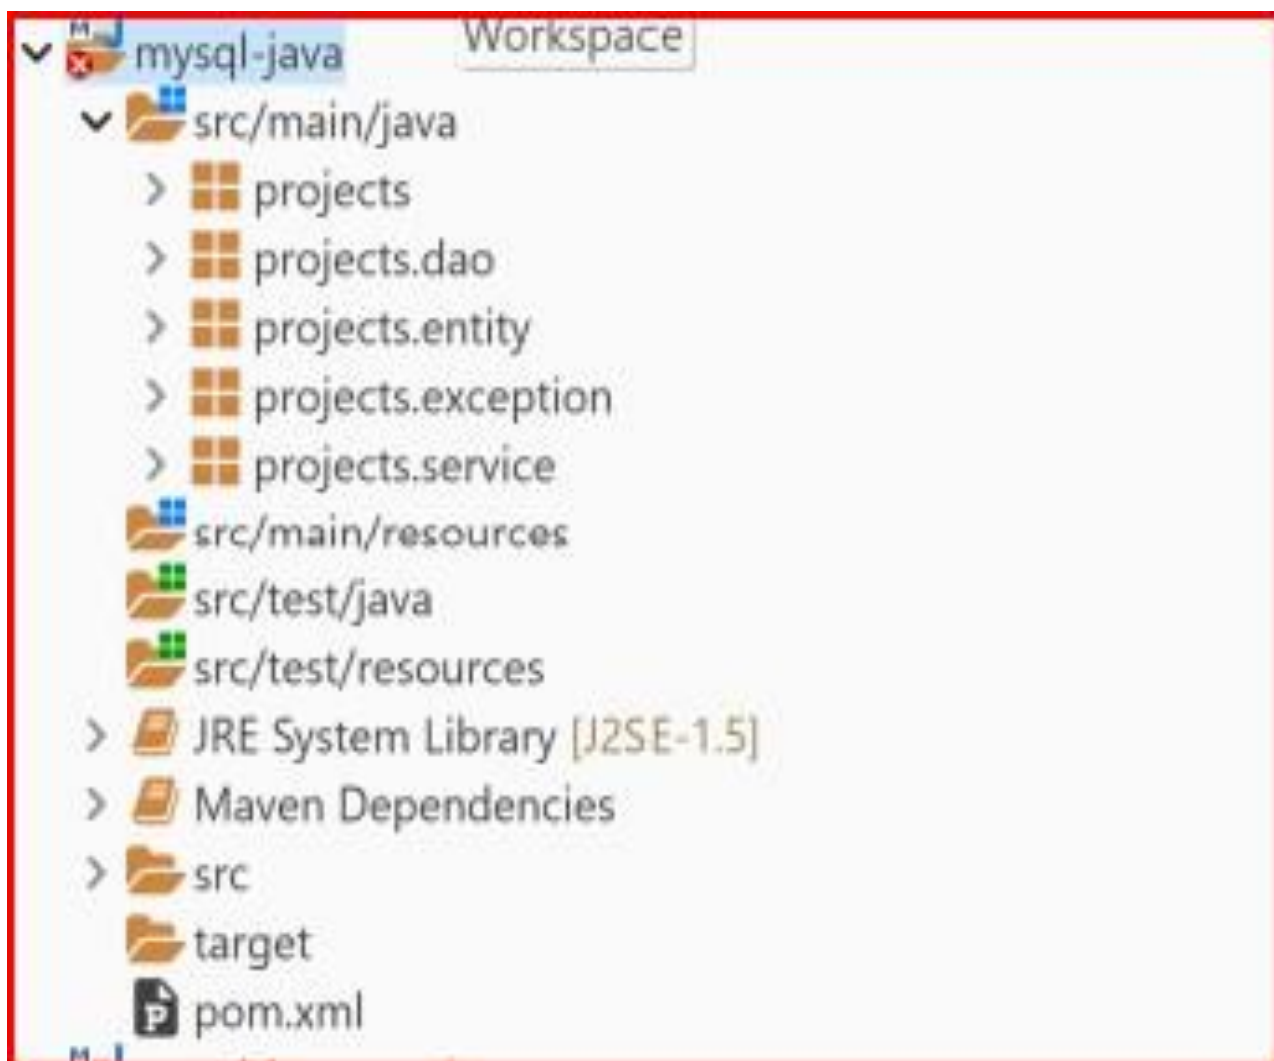 Workspace
mysql-java
src/main/java
projects
projects.dao
projects.entity
projects.exception
projects.service
src/main/resources
src/test/java
src/test/resources
JRE System Library [J2SE-1.5]
Maven Dependencies
src
target
pom.xml